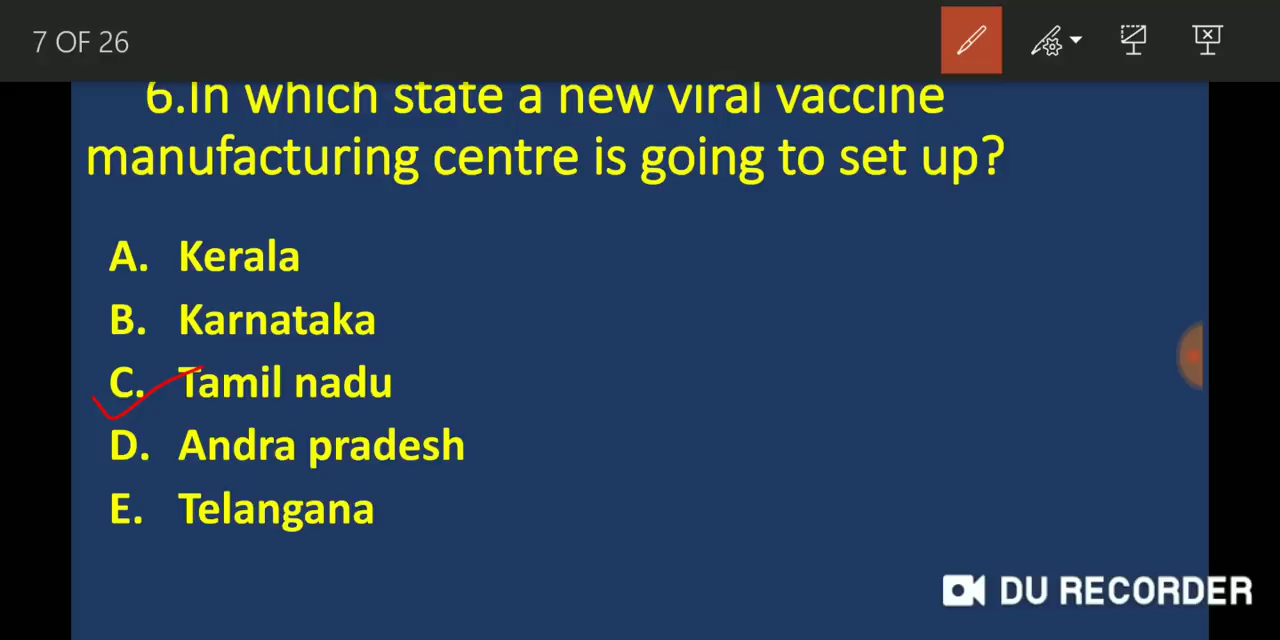 7 OF 26
6.In which state a new viral vaccine
manufacturing centre is going to set up?
A. Kerala
B. Karnataka
C. Tamil nadu
D. Andra pradesh
E. Telangana
DU RECORDER